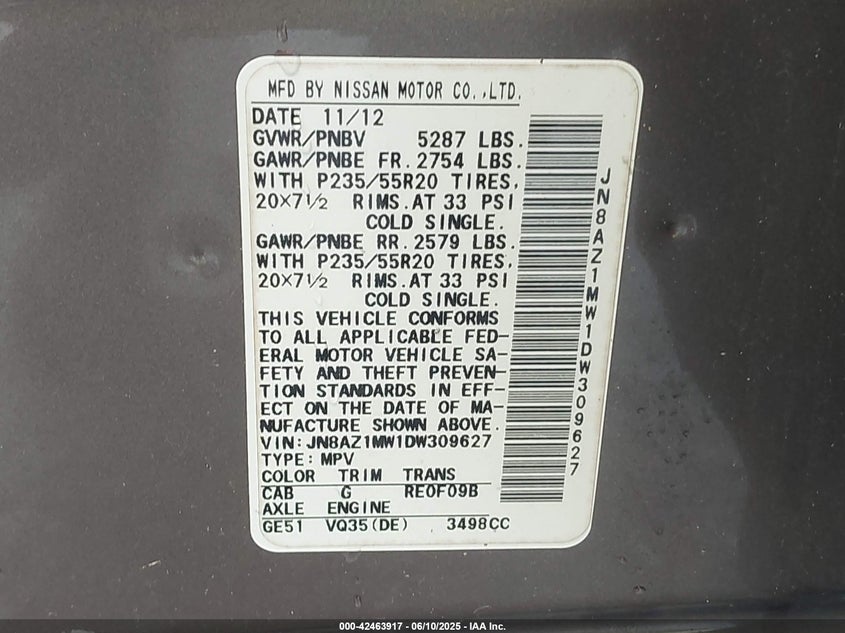 MFD BY NISSAN MOTOR CO.,LTD.
DATE 11/12
GVWR/PNBV 5287 LBS.
GAWR/PNBE FR. 2754 LBS.
WITH P235/55R20 TIRES,
20×7½ RIMS.AT 33 PSI
COLD SINGLE.
GAWR/PNBE RR. 2579 LBS.
WITH P235/55R20 TIRES,
20×7½ RIMS.AT 33 PSI
COLD SINGLE.
THIS VEHICLE CONFORMS
TO ALL APPLICABLE FED-
ERAL MOTOR VEHICLE SA-
FETY AND THEFT PREVEN-
TION STANDARDS IN EFF-
ECT ON THE DATE OF MA-
NUFACTURE SHOWN ABOVE.
VIN:JN8AZ1MW1DW309627
TYPE:MPV
COLOR TRIM TRANS
CAB G RE0F09B
AXLE ENGINE
GE51 VQ35(DE) 3498CC
JN8AZ1MW1DW309627
000-42463917 - 06/10/2025 - IAA Inc.